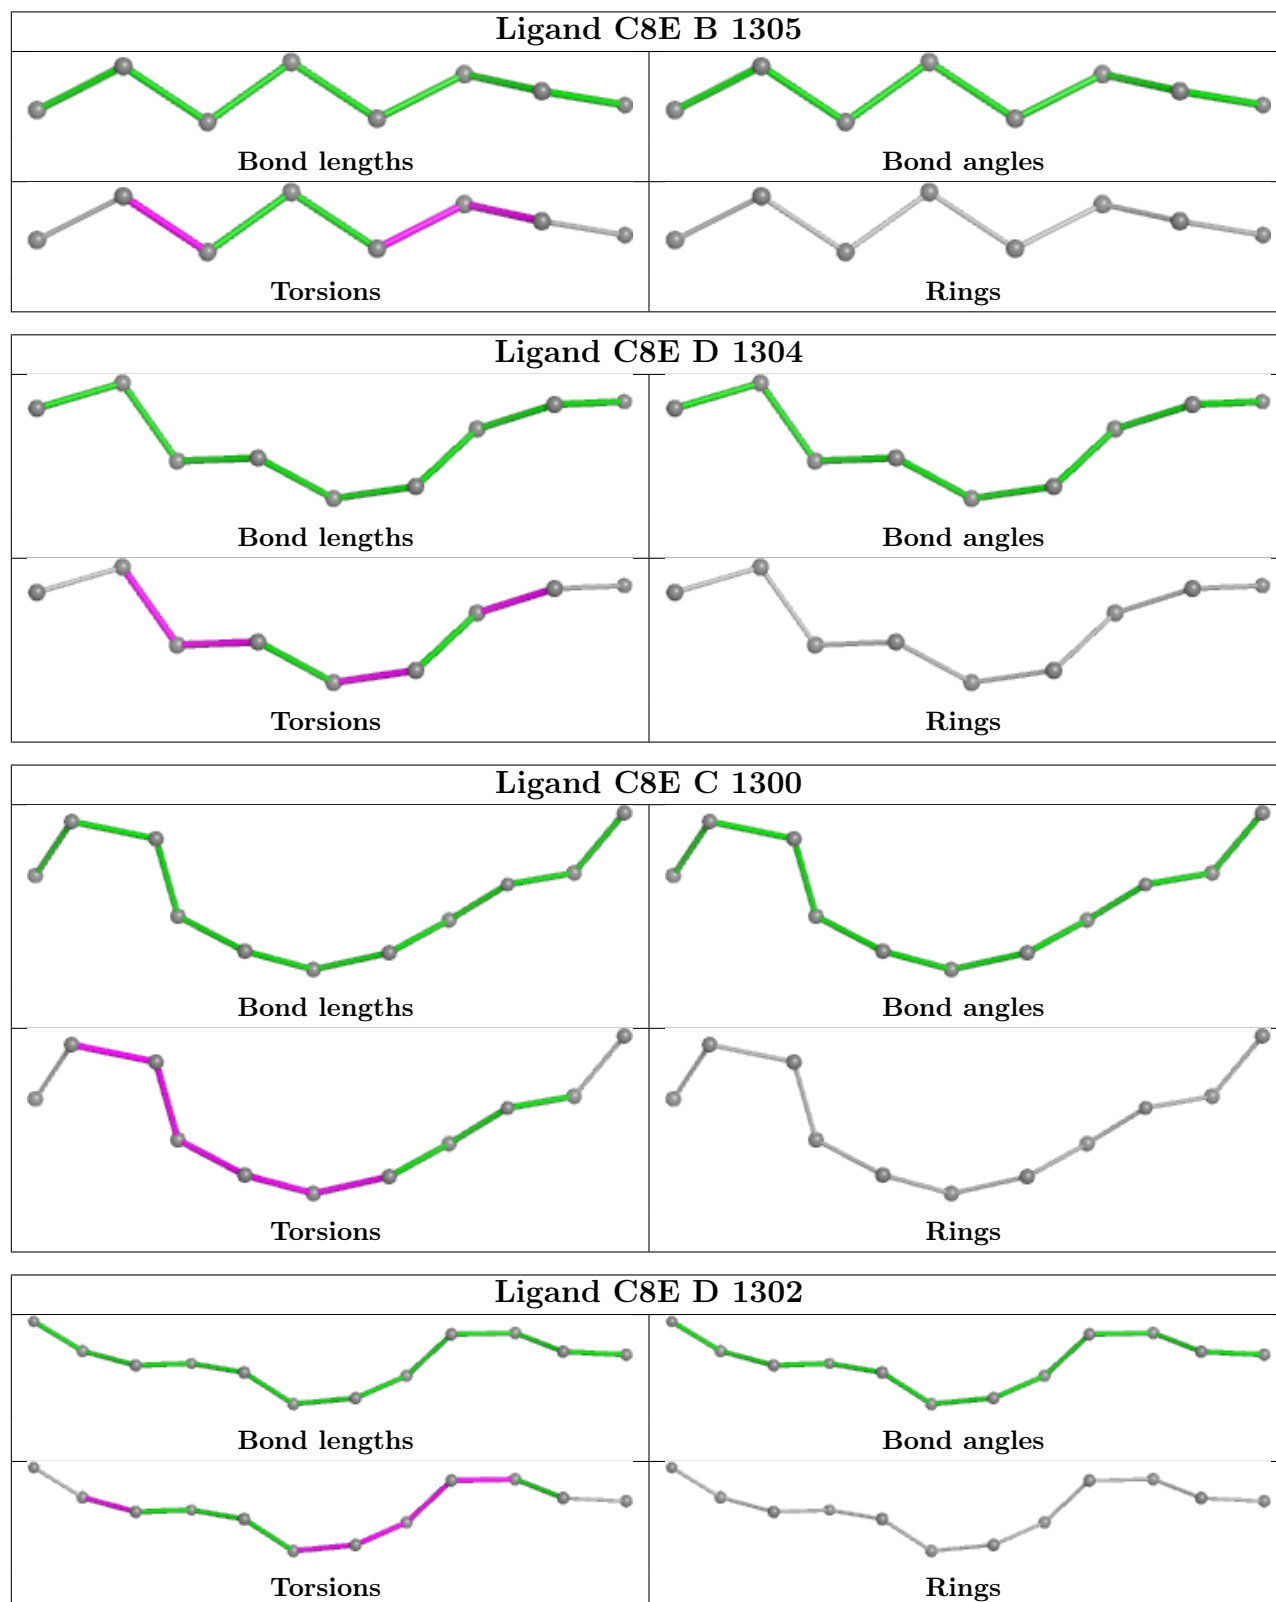 Ligand C8E B 1305
Bond lengths
Bond angles
Torsions
Rings
Ligand C8E D 1304
Bond lengths
Bond angles
Torsions
Rings
Ligand C8E C 1300
Bond lengths
Bond angles
Torsions
Rings
Ligand C8E D 1302
Bond lengths
Bond angles
Torsions
Rings